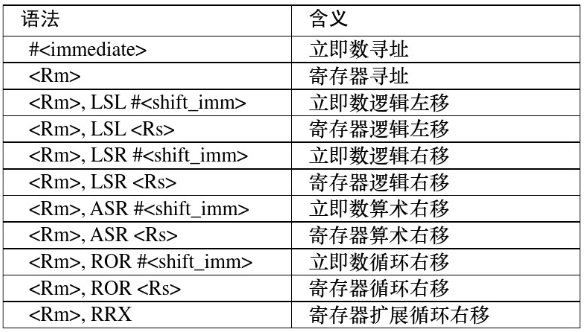 语法 含义
#<immediate> 立即数寻址
<Rm> 寄存器寻址
<Rm>, LSL #<shift_imm> 立即数逻辑左移
<Rm>, LSL <Rs> 寄存器逻辑左移
<Rm>, LSR #<shift_imm> 立即数逻辑右移
<Rm>, LSR <Rs> 寄存器逻辑右移
<Rm>, ASR #<shift_imm> 立即数算术右移
<Rm>, ASR <Rs> 寄存器算术右移
<Rm>, ROR #<shift_imm> 立即数循环右移
<Rm>, ROR <Rs> 寄存器循环右移
<Rm>, RRX 寄存器扩展循环右移